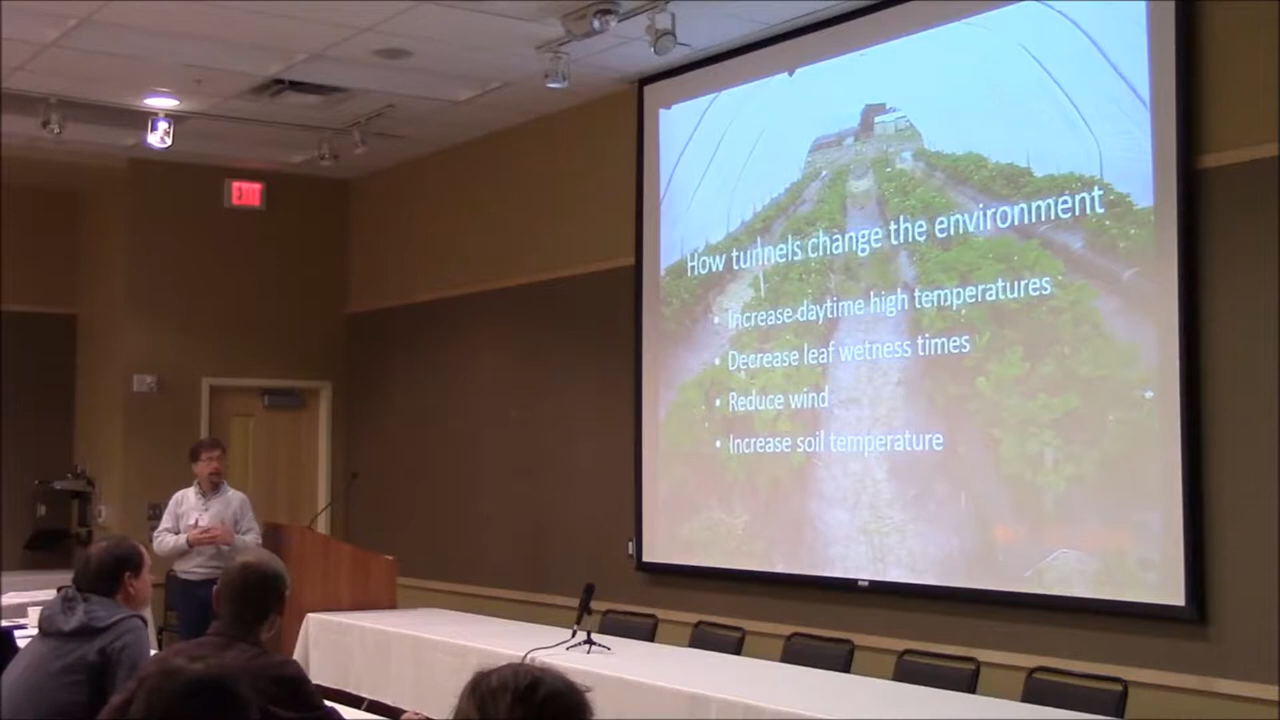 EXIT
How tunnels change the environment
• Increase daytime high temperatures
• Decrease leaf wetness times
• Reduce wind
• Increase soil temperature